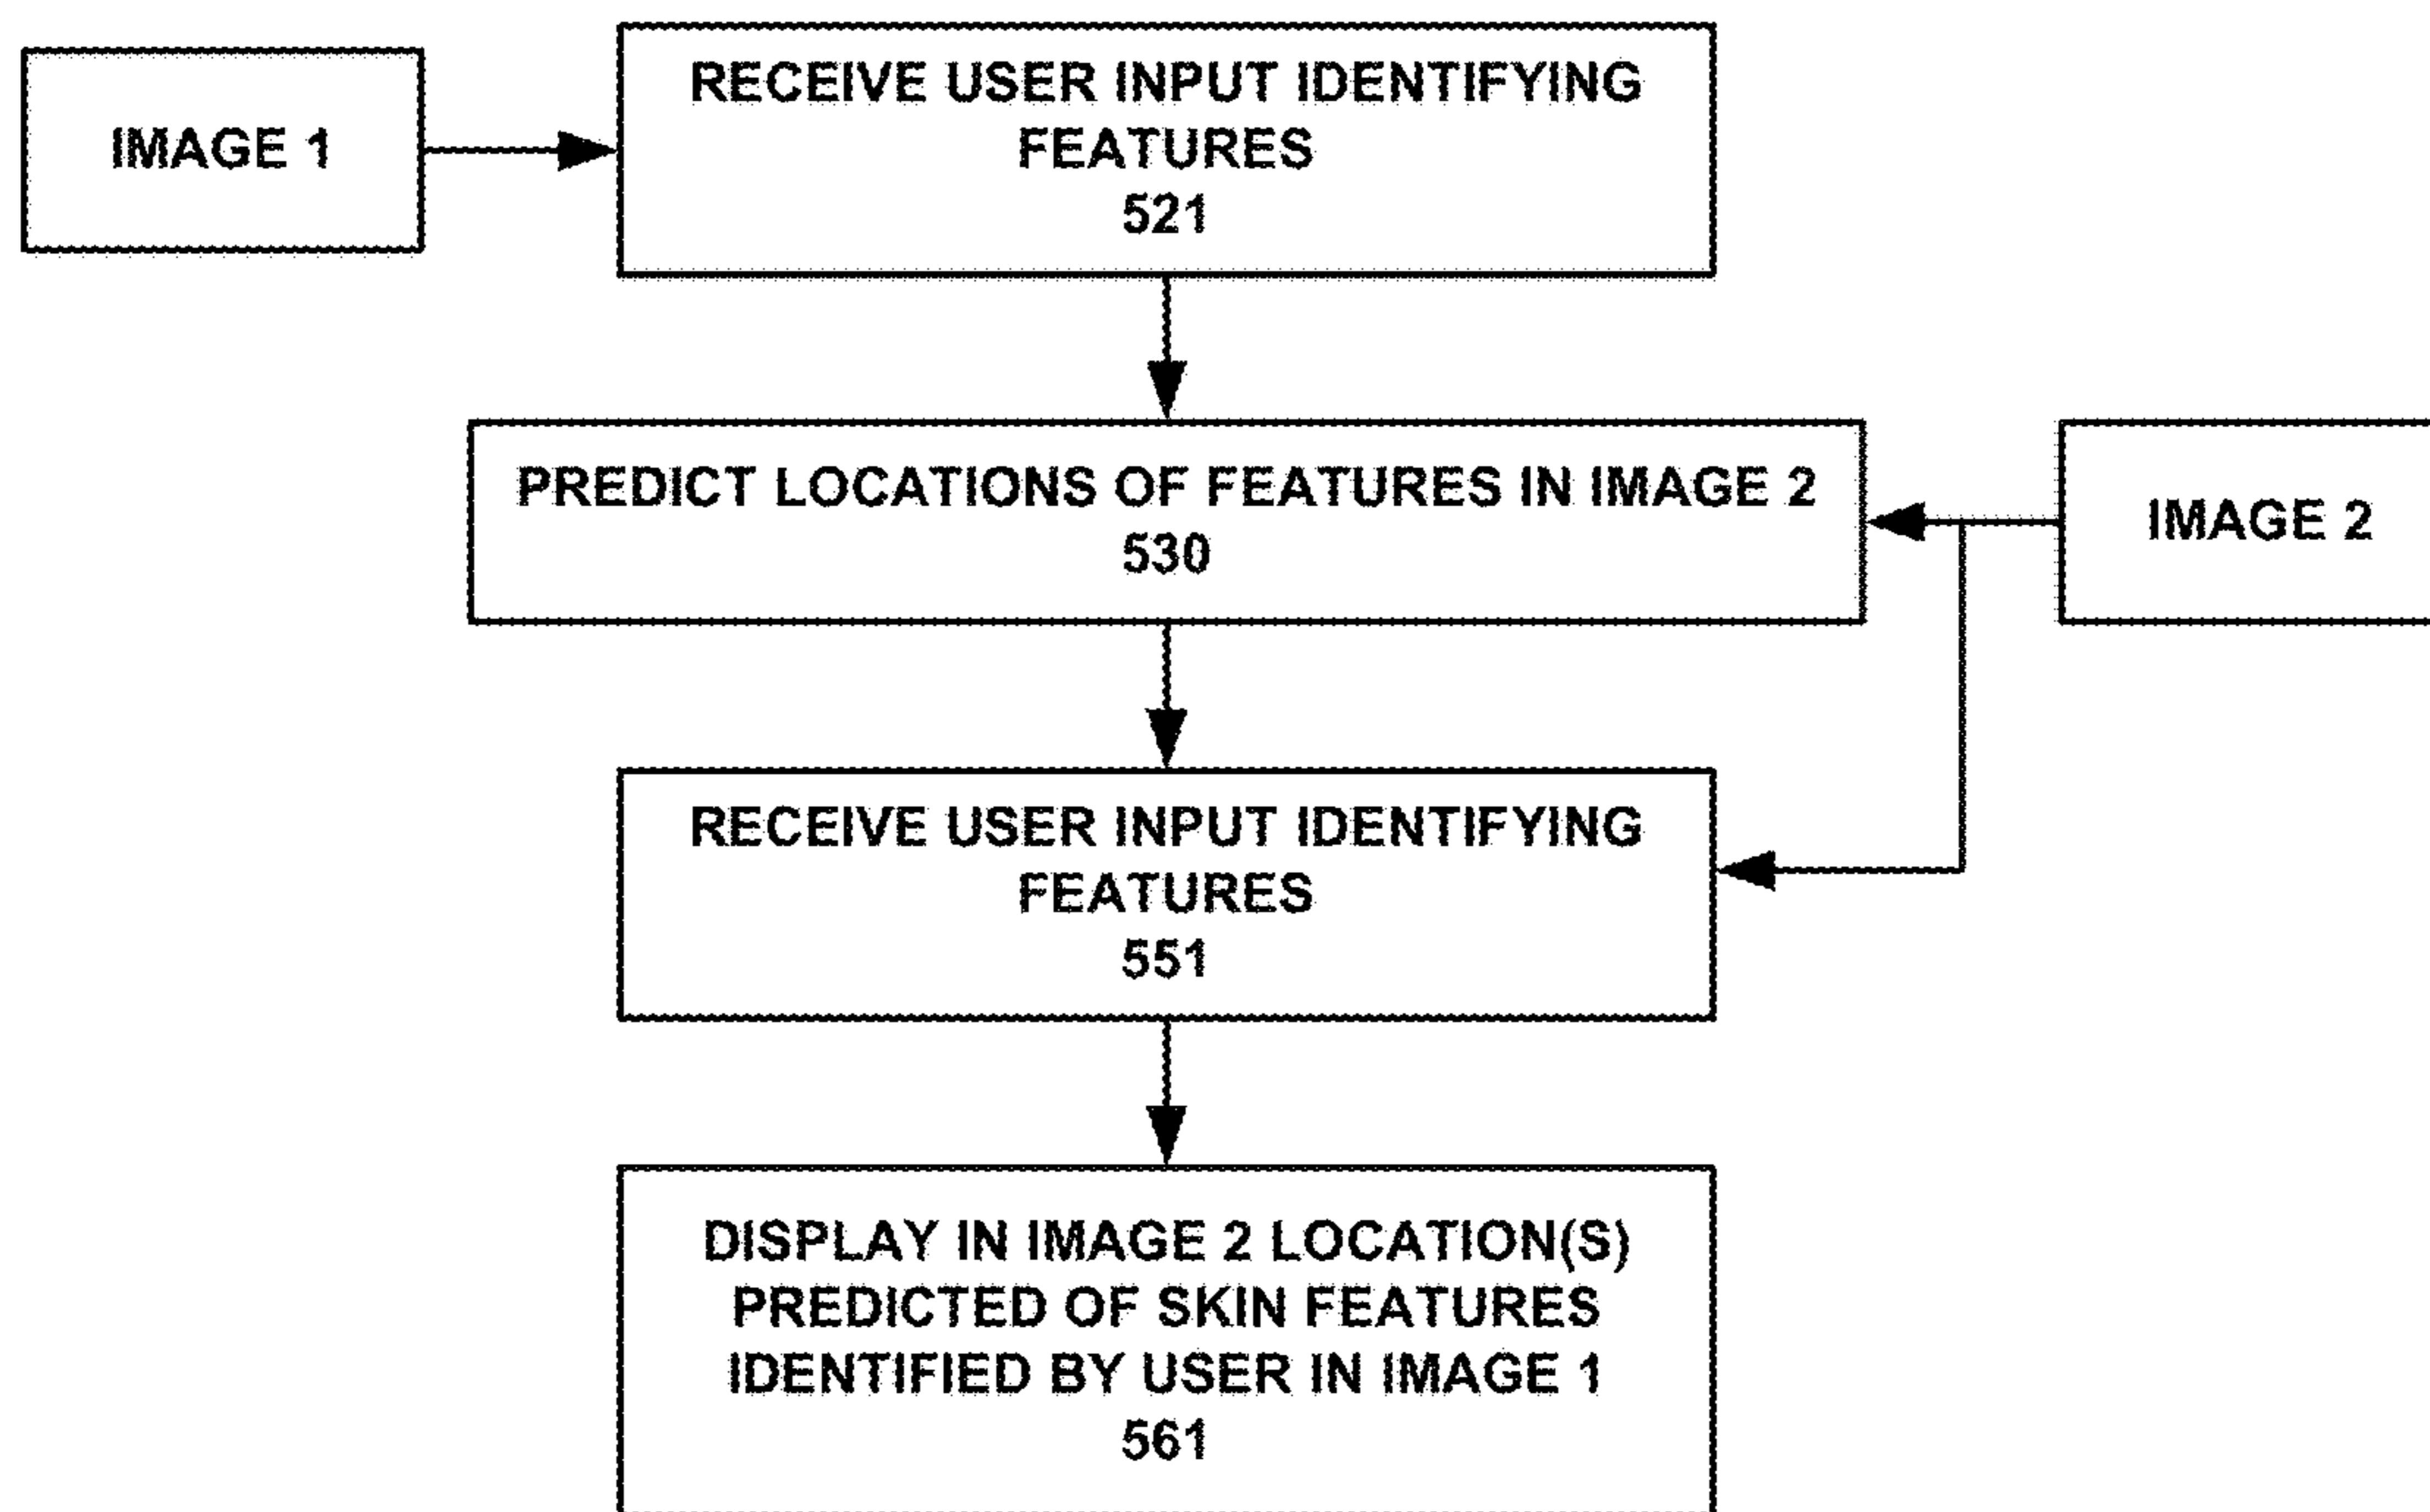 IMAGE 1
RECEIVE USER INPUT IDENTIFYING
FEATURES
521
PREDICT LOCATIONS OF FEATURES IN IMAGE 2
530
IMAGE 2
RECEIVE USER INPUT IDENTIFYING
FEATURES
551
DISPLAY IN IMAGE 2 LOCATION(S)
PREDICTED OF SKIN FEATURES
IDENTIFIED BY USER IN IMAGE 1
561